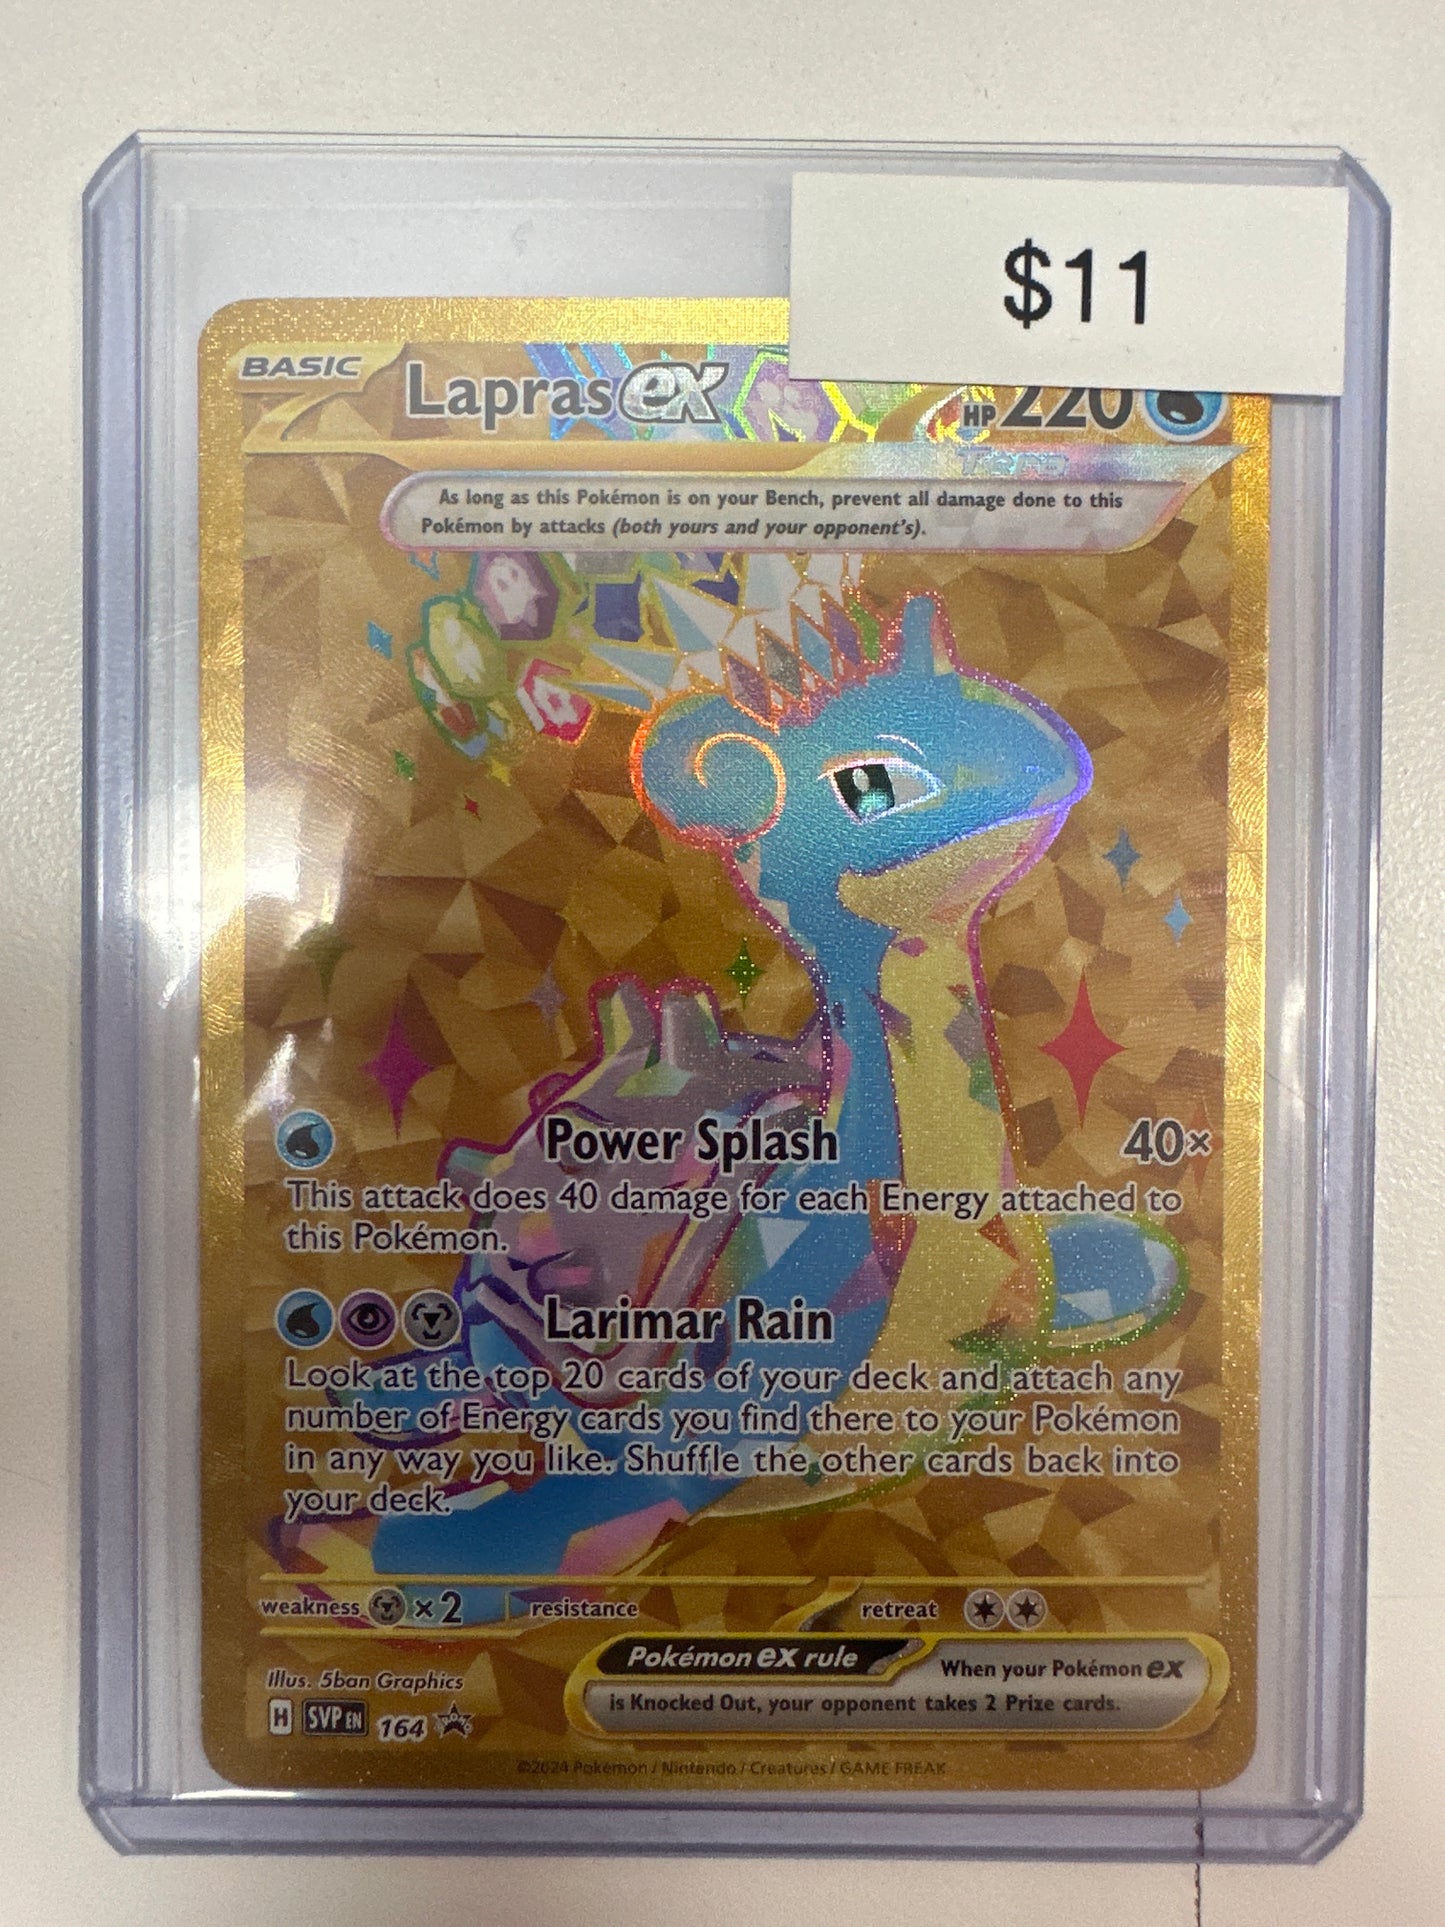 $11
BASIC
Lapras ex
HP 220
Tera
As long as this Pokémon is on your Bench, prevent all damage done to this
Pokémon by attacks (both yours and your opponent's).
Power Splash 40×
This attack does 40 damage for each Energy attached to
this Pokémon.
Larimar Rain
Look at the top 20 cards of your deck and attach any
number of Energy cards you find there to your Pokémon
in any way you like. Shuffle the other cards back into
your deck.
weakness ×2 resistance retreat
Pokémon ex rule
When your Pokémon ex
is Knocked Out, your opponent takes 2 Prize cards.
Illus. 5ban Graphics
H SVP EN 164
©2024 Pokémon / Nintendo / Creatures / GAME FREAK